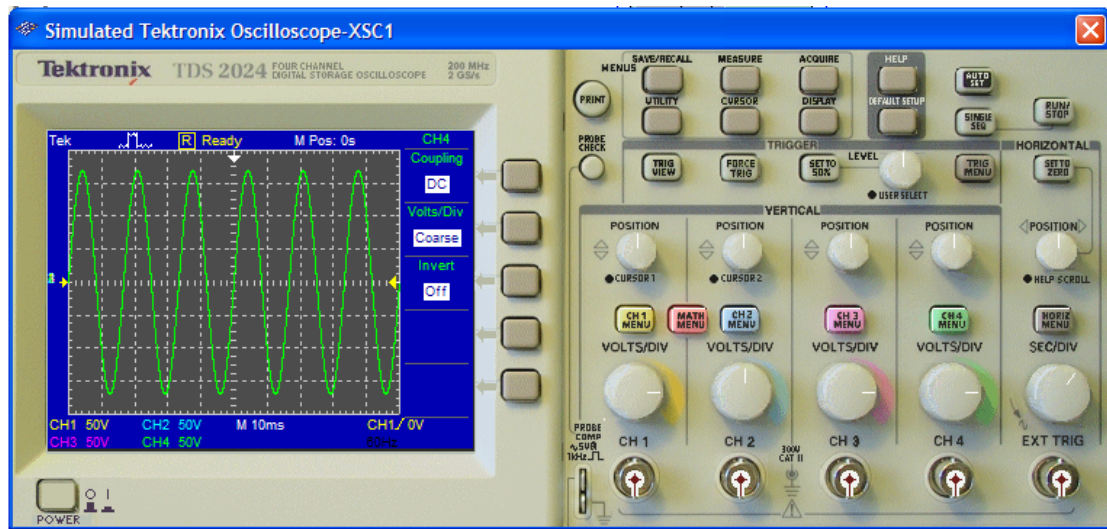 Simulated Tektronix Oscilloscope-XSC1
Tektronix TDS 2024 FOUR CHANNEL DIGITAL STORAGE OSCILLOSCOPE 200 MHz 2 GS/s
Tek R Ready M Pos: 0s CH4
Coupling
DC
Volts/Div
Coarse
Invert
Off
CH1 50V CH2 50V M 10ms CH1 0V
CH3 50V CH4 50V 50Hz
POWER
MENUS SAVE/RECALL MEASURE ACQUIRE HELP
PRINT UTILITY CURSOR DISPLAY DEFAULT SETUP
AUTO SET
SINGLE SEQ
RUN/STOP
PROBE CHECK
TRIGGER
TRIG VIEW FORCE TRIG SET TO 50% LEVEL TRIG MENU
USER SELECT
HORIZONTAL
SET TO ZERO
VERTICAL
POSITION POSITION POSITION POSITION POSITION
CURSOR 1 CURSOR 2 HELP SCROLL
CH 1 MENU MATH MENU CH 2 MENU CH 3 MENU CH 4 MENU HORIZ MENU
VOLTS/DIV VOLTS/DIV VOLTS/DIV VOLTS/DIV SEC/DIV
PROBE COMP
~5V@
1kHz
CH 1 CH 2 300V CAT II CH 3 CH 4 EXT TRIG